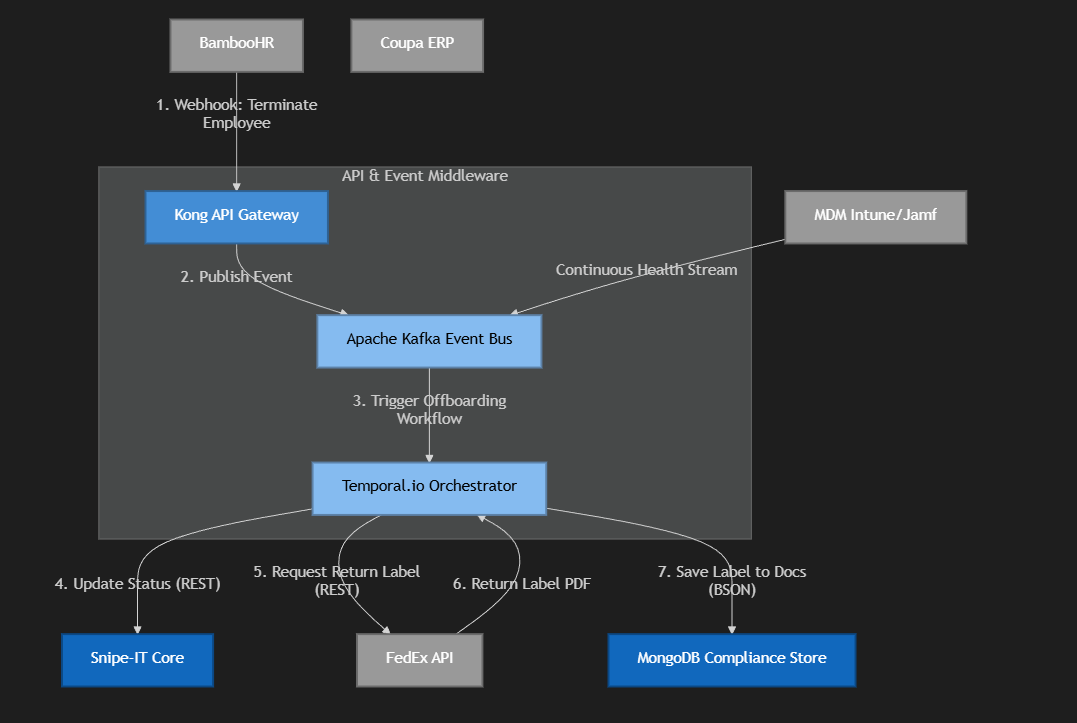 BambooHR
Coupa ERP
1. Webhook: Terminate
Employee
API & Event Middleware
Kong API Gateway
MDM Intune/Jamf
2. Publish Event
Continuous Health Stream
Apache Kafka Event Bus
3. Trigger Offboarding
Workflow
Temporal.io Orchestrator
4. Update Status (REST)
5. Request Return Label
(REST)
6. Return Label PDF
7. Save Label to Docs
(BSON)
Snipe-IT Core
FedEx API
MongoDB Compliance Store